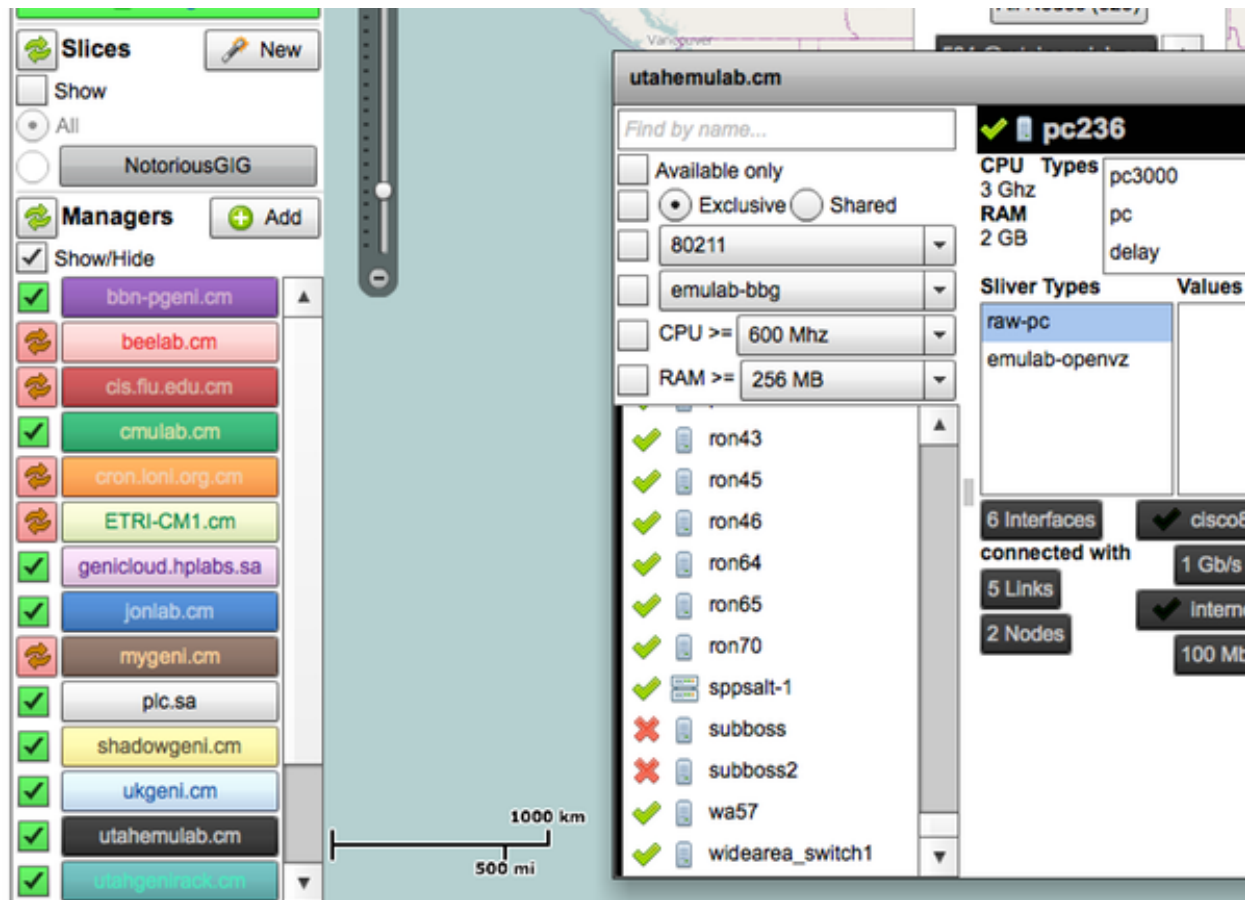 Slices
New
Show
All
NotoriousGIG
Managers
Add
Show/Hide
bbn-pgeni.cm
beelab.cm
cis.fiu.edu.cm
cmulab.cm
cron.loni.org.cm
ETRI-CM1.cm
genicloud.hplabs.sa
jonlab.cm
mygeni.cm
plc.sa
shadowgeni.cm
ukgeni.cm
utahemulab.cm
utahgenirack.cm
Vancouver
1000 km
500 mi
utahemulab.cm
Find by name...
Available only
Exclusive Shared
80211
emulab-bbg
CPU >= 600 Mhz
RAM >= 256 MB
ron43
ron45
ron46
ron64
ron65
ron70
sppsalt-1
subboss
subboss2
wa57
widearea_switch1
pc236
CPU Types
3 Ghz
RAM
2 GB
pc3000
pc
delay
Sliver Types Values
raw-pc
emulab-openvz
6 Interfaces
connected with
5 Links
2 Nodes
cisco8
1 Gb/s
interne
100 Mb